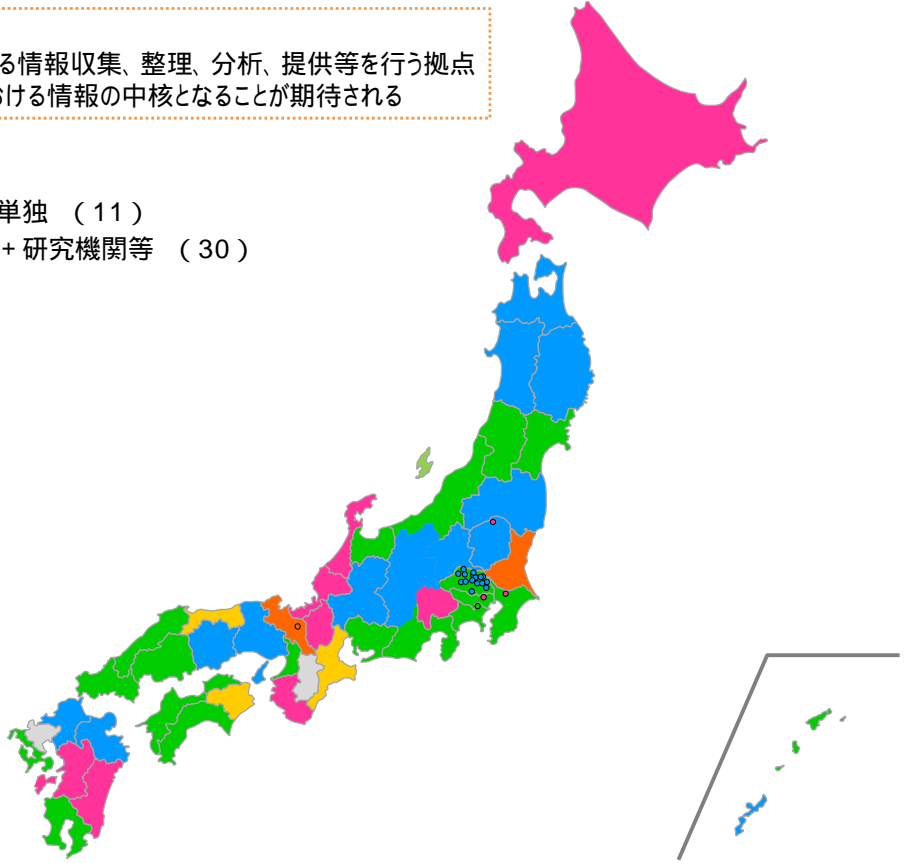 る情報収集、整理、分析、提供等を行う拠点
おける情報の中核となることが期待される
単独 （11）
+研究機関等 （30）